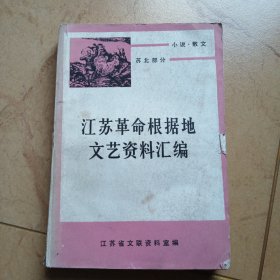 小说·散文
苏北部分
江苏革命根据地
文艺资料汇编
江苏省文联资料室编